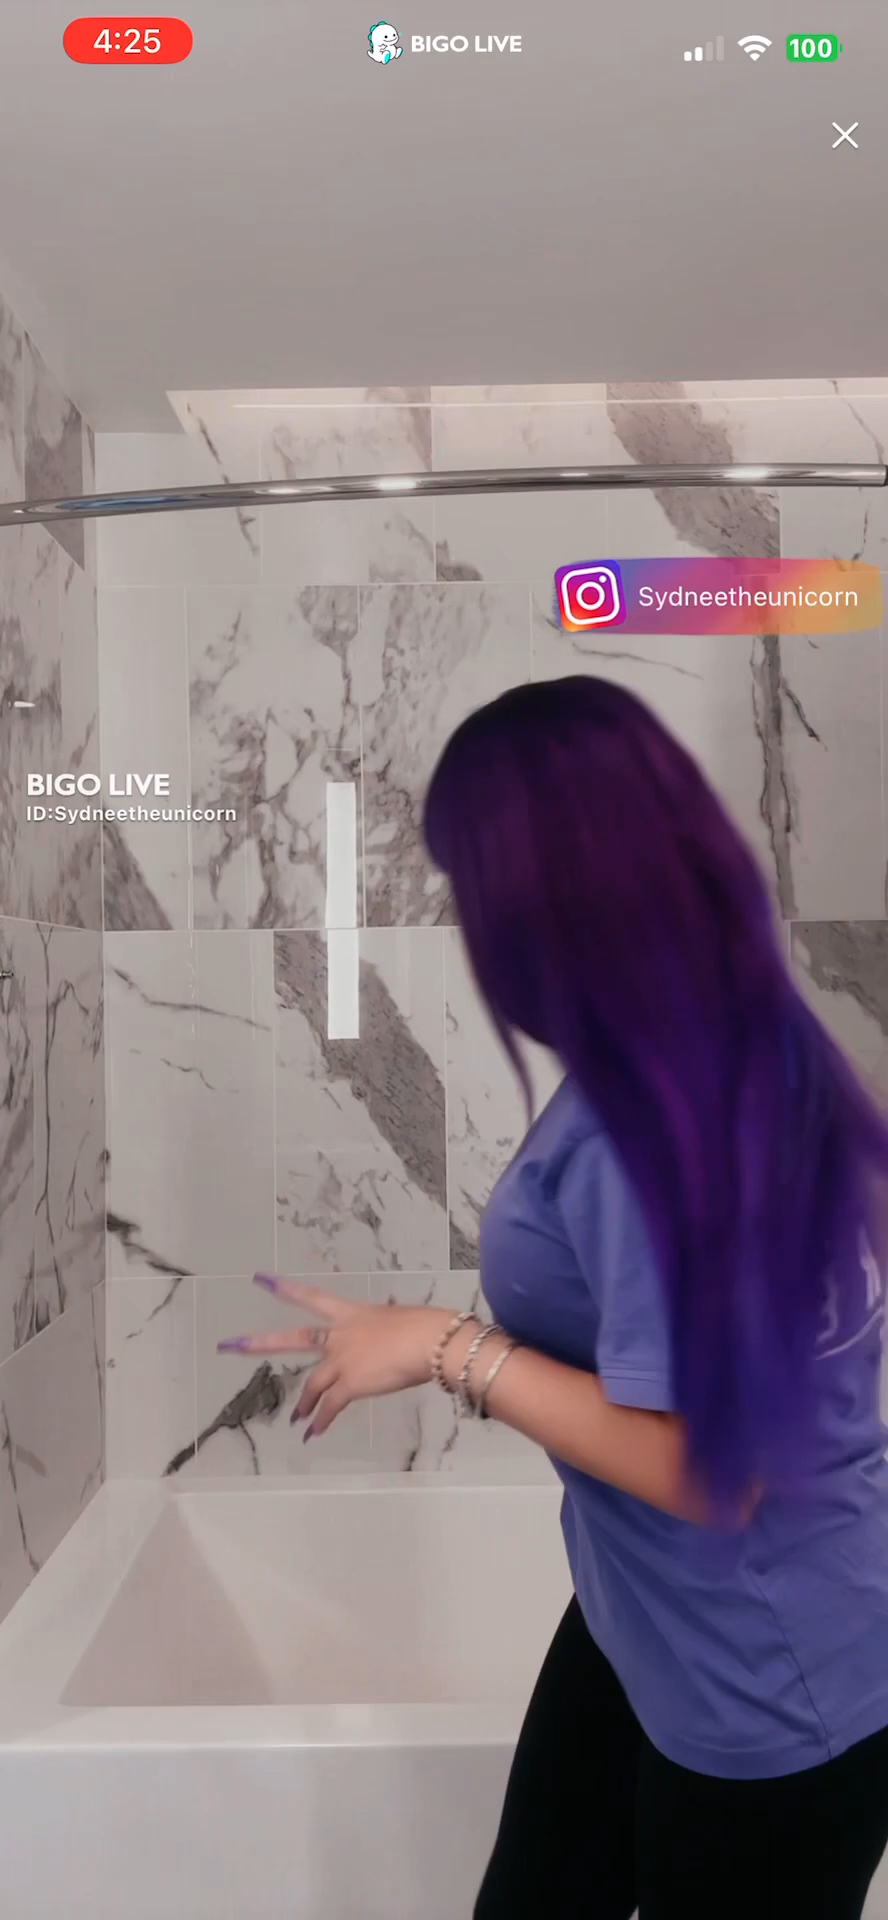 4:25
BIGO LIVE
100
Sydneetheunicorn
BIGO LIVE
ID:Sydneetheunicorn